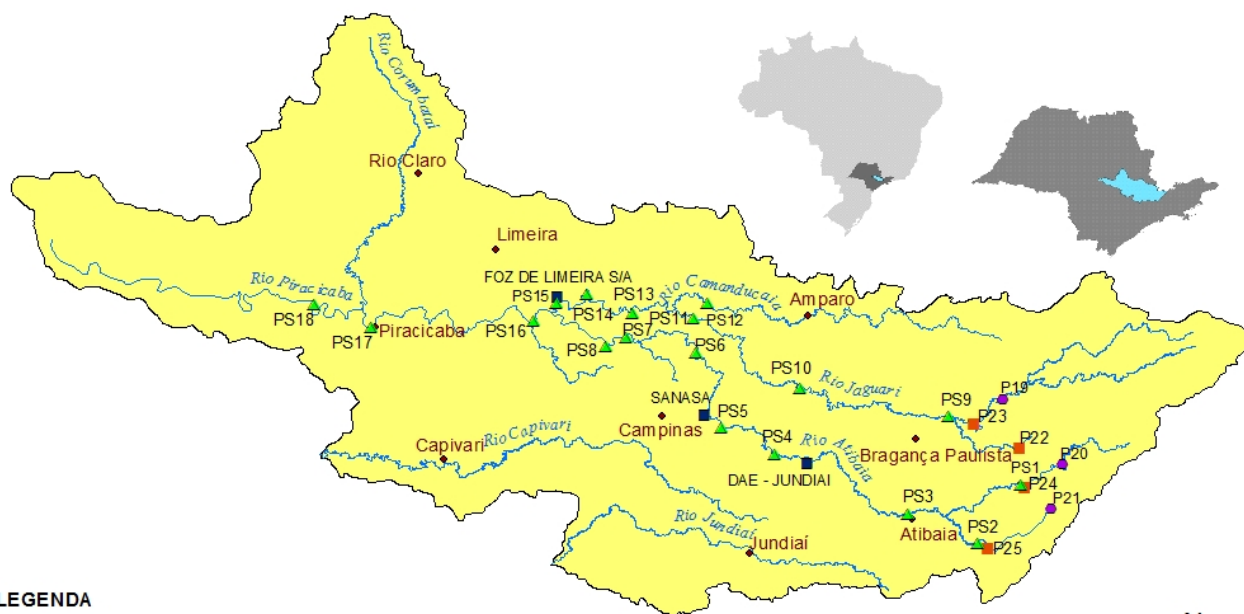 Rio Corumbataí
Rio Claro
Limeira
FOZ DE LIMEIRA S/A
Rio Piracicaba
PS18
PS17
Piracicaba
PS16
PS15
PS14
PS13
Rio Camanducaia
Amparo
PS11
PS12
PS7
PS8
PS6
PS10
Rio Jaguari
PS9
P19
P23
SANASA
PS5
Campinas
Capivari
Rio Capivari
PS4
Rio Atibaia
DAE - JUNDIAI
Bragança Paulista
P22
P20
PS1
P24
P21
PS3
Atibaia
PS2
P25
Rio Jundiaí
Jundiaí
LEGENDA